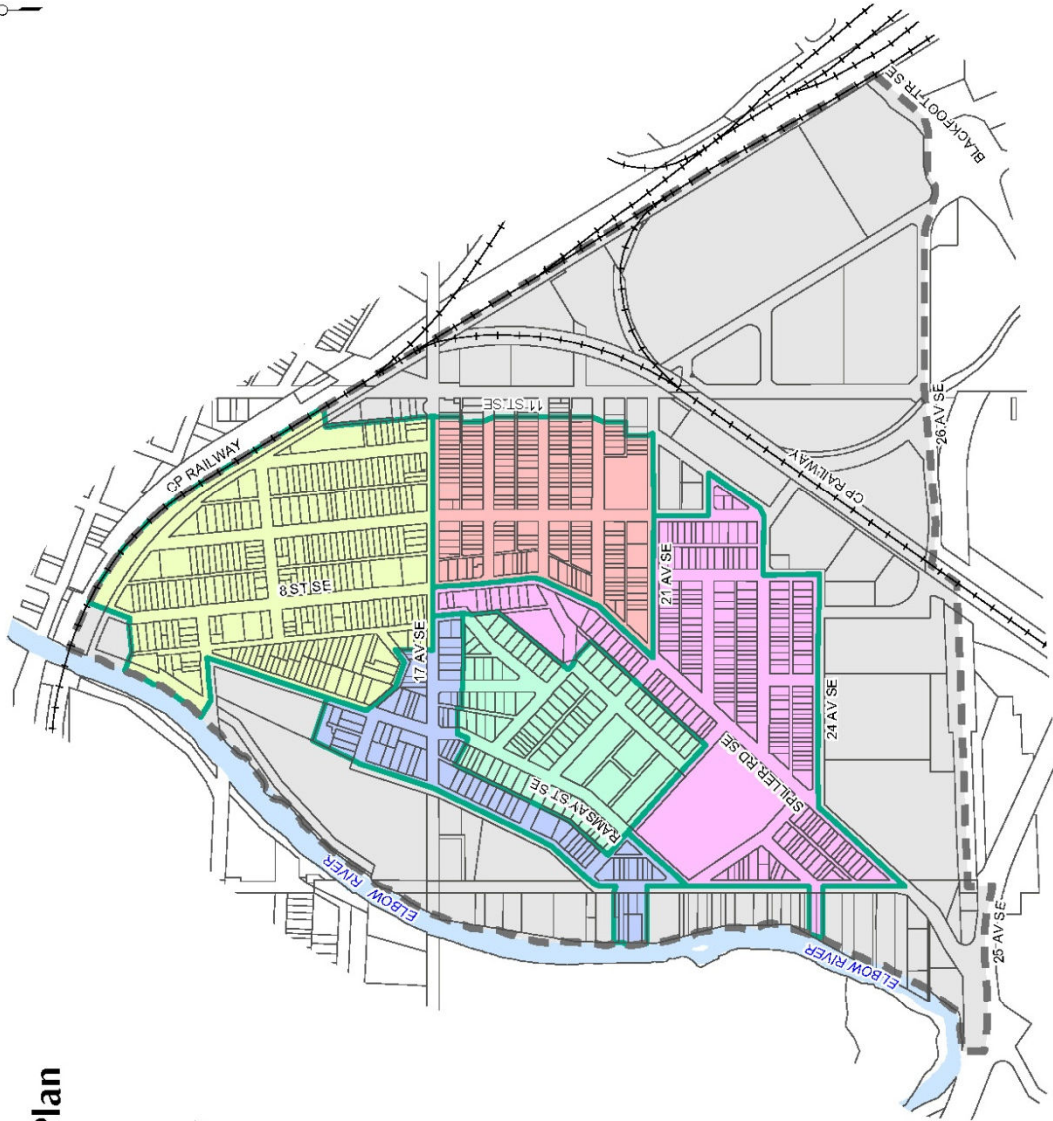 Plan
BLACKFOOT TR SE
CP RAILWAY
11 ST SE
8 ST SE
17 AV SE
21 AV SE
CP RAILWAY
26 AV SE
24 AV SE
RAMSAY ST SE
SPILLER RD SE
ELBOW RIVER
ELBOW RIVER
25 AV SE